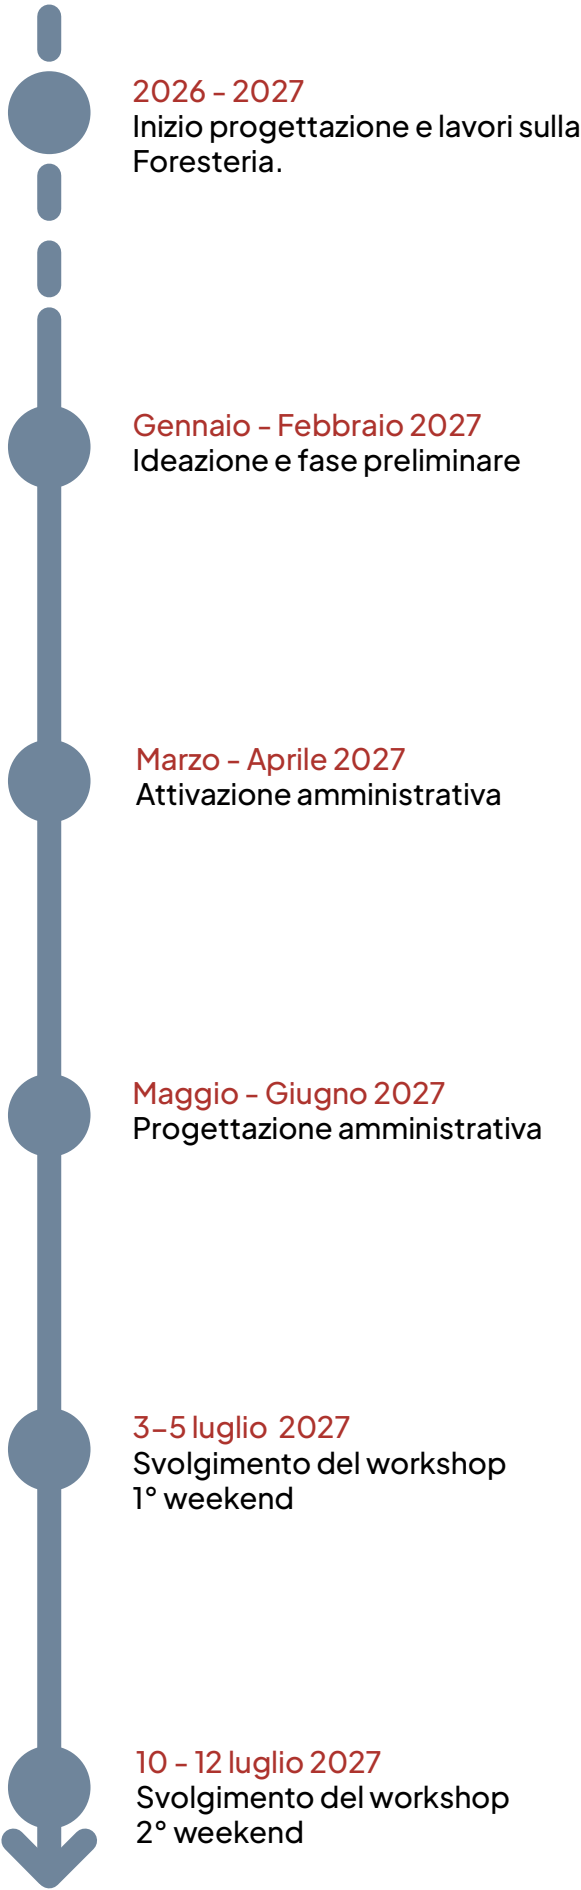 2026 - 2027
Inizio progettazione e lavori sulla
Foresteria.
Gennaio - Febbraio 2027
Ideazione e fase preliminare
Marzo - Aprile 2027
Attivazione amministrativa
Maggio - Giugno 2027
Progettazione amministrativa
3–5 luglio 2027
Svolgimento del workshop
1° weekend
10 - 12 luglio 2027
Svolgimento del workshop
2° weekend